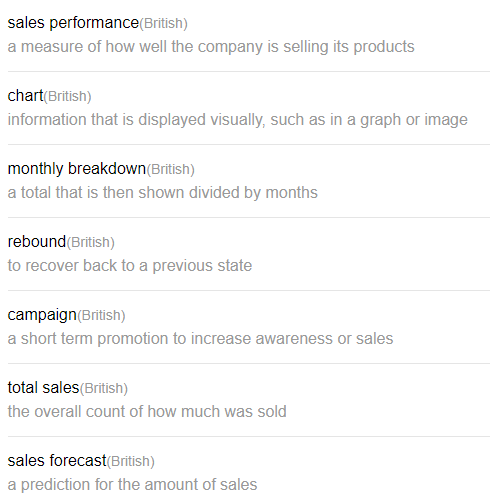 sales performance(British)
a measure of how well the company is selling its products
chart(British)
information that is displayed visually, such as in a graph or image
monthly breakdown(British)
a total that is then shown divided by months
rebound(British)
to recover back to a previous state
campaign(British)
a short term promotion to increase awareness or sales
total sales(British)
the overall count of how much was sold
sales forecast(British)
a prediction for the amount of sales